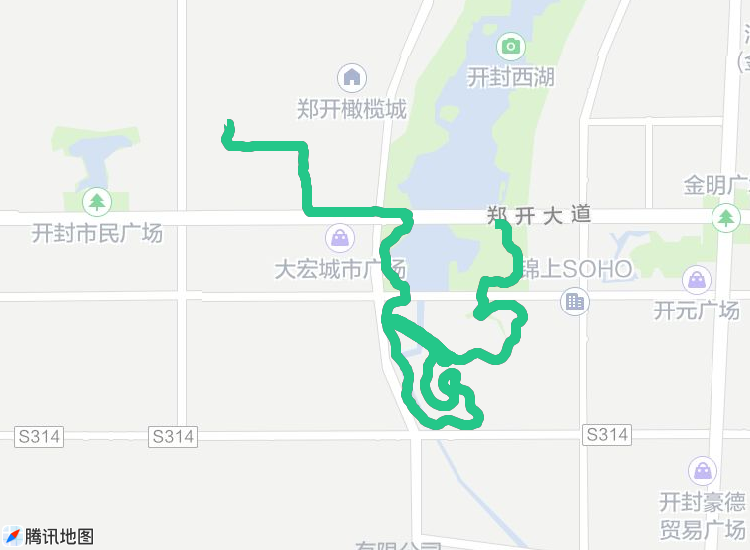 开封西湖
郑开橄榄城
金明广
郑开大道
开封市民广场
大宏城市广场
锦上SOHO
开元广场
S314
S314
S314
开封豪德
贸易广场
腾讯地图